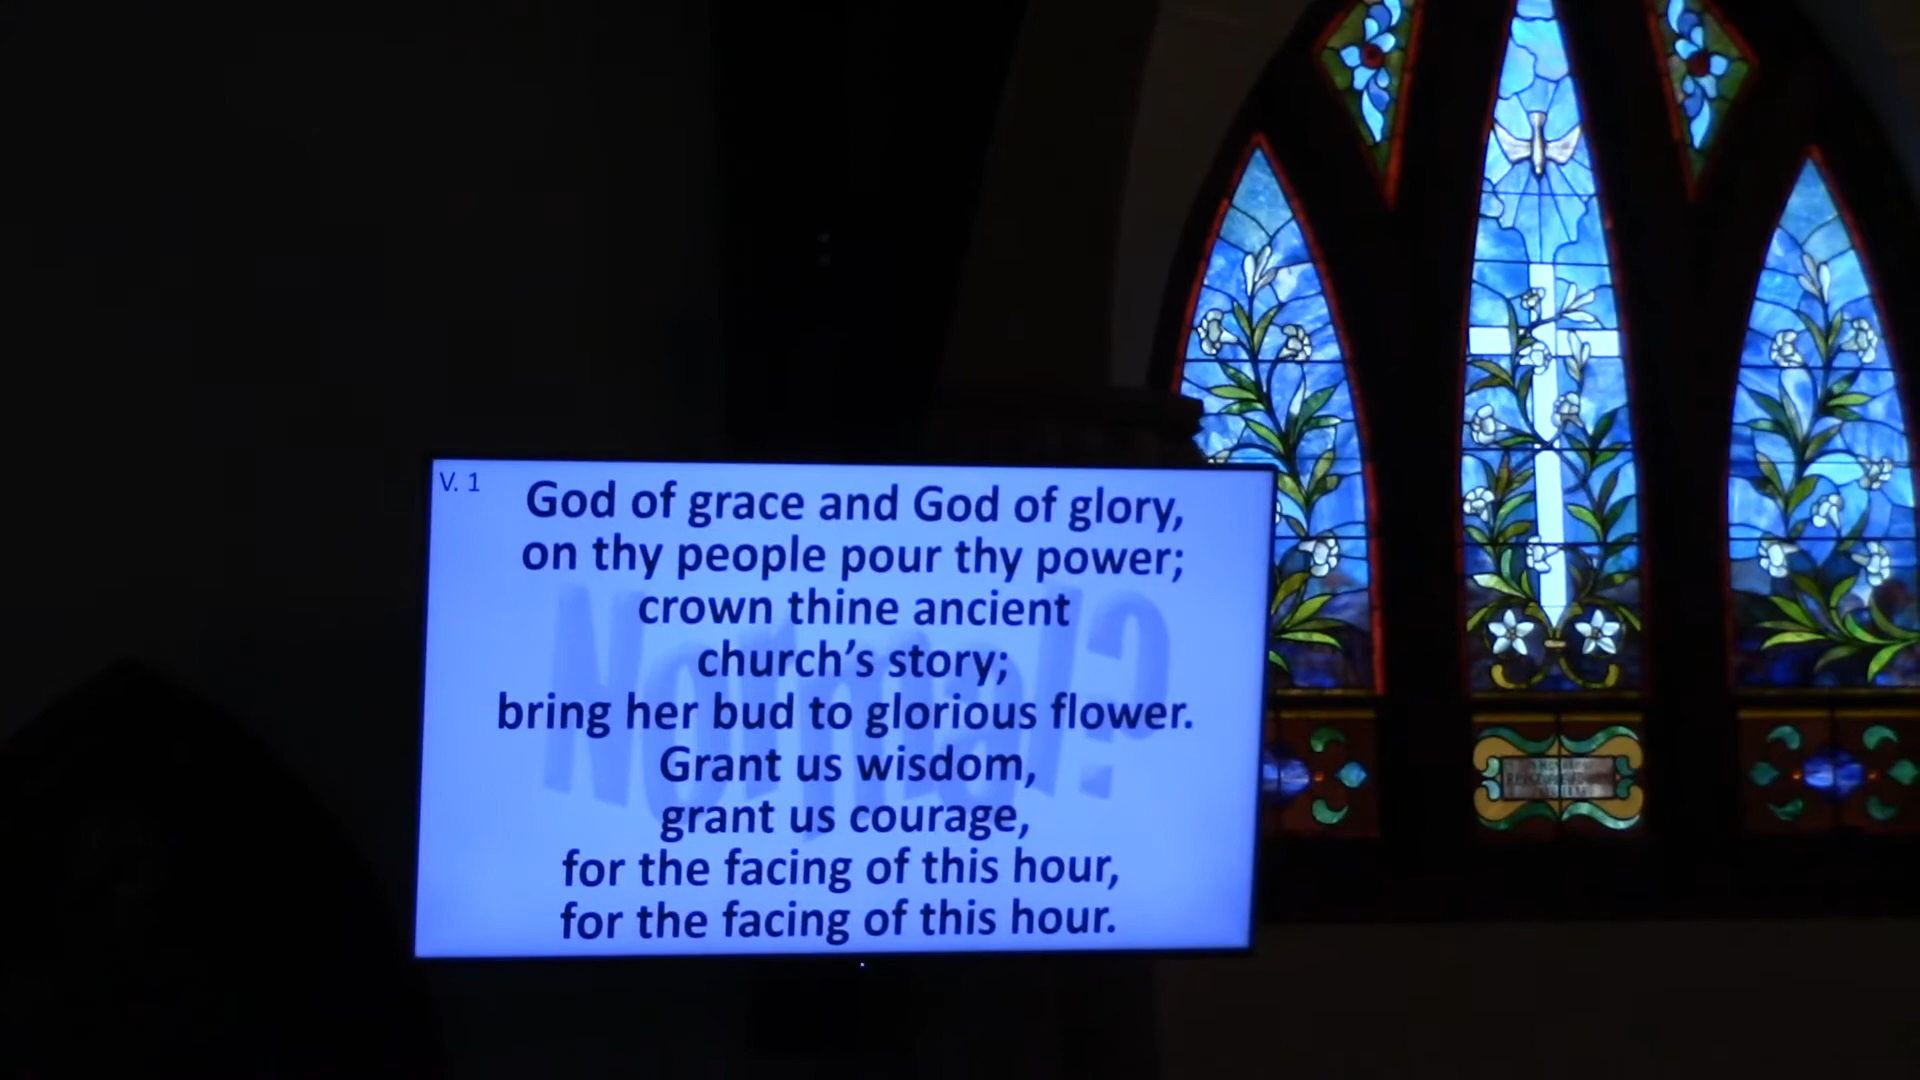 V. 1
God of grace and God of glory,
on thy people pour thy power;
crown thine ancient
church's story;
bring her bud to glorious flower.
Grant us wisdom,
grant us courage,
for the facing of this hour,
for the facing of this hour.
Normal?